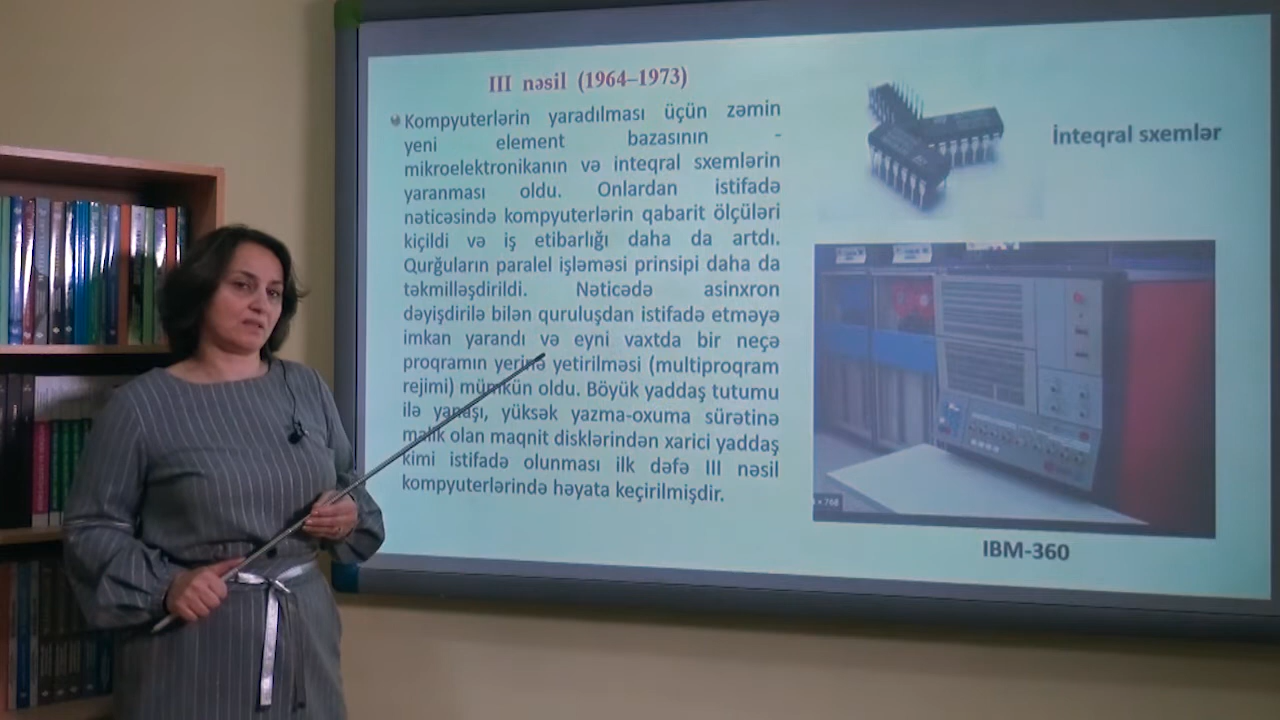 III nəsil (1964–1973)
Kompyuterlərin yaradılması üçün zəmin
yeni element bazasının -
mikroelektronikanın və inteqral sxemlərin
yaranması oldu. Onlardan istifadə
nəticəsində kompyuterlərin qabarit ölçüləri
kiçildi və iş etibarlığı daha da artdı.
Qurğuların paralel işləməsi prinsipi daha da
təkmilləşdirildi. Nəticədə asinxron
dəyişdirilə bilən quruluşdan istifadə etməyə
imkan yarandı və eyni vaxtda bir neçə
proqramın yerinə yetirilməsi (multiproqram
rejimi) mümkün oldu. Böyük yaddaş tutumu
ilə yanaşı, yüksək yazma-oxuma sürətinə
malik olan maqnit disklərindən xarici yaddaş
kimi istifadə olunması ilk dəfə III nəsil
kompyuterlərində həyata keçirilmişdir.
İnteqral sxemlər
IBM-360